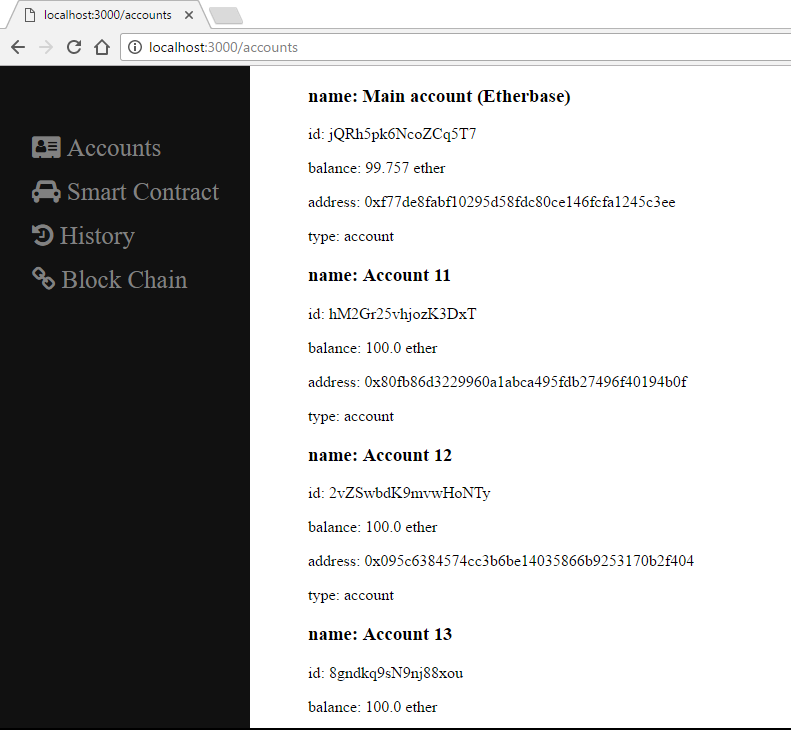 localhost:3000/accounts
localhost:3000/accounts
Accounts
Smart Contract
History
Block Chain
name: Main account (Etherbase)
id: jQRh5pk6NcoZCq5T7
balance: 99.757 ether
address: 0xf77de8fabf10295d58fdc80ce146fcfa1245c3ee
type: account
name: Account 11
id: hM2Gr25vhjozK3DxT
balance: 100.0 ether
address: 0x80fb86d3229960a1abca495fdb27496f40194b0f
type: account
name: Account 12
id: 2vZSwbdK9mvwHoNTy
balance: 100.0 ether
address: 0x095c6384574cc3b6be14035866b9253170b2f404
type: account
name: Account 13
id: 8gndkq9sN9nj88xou
balance: 100.0 ether